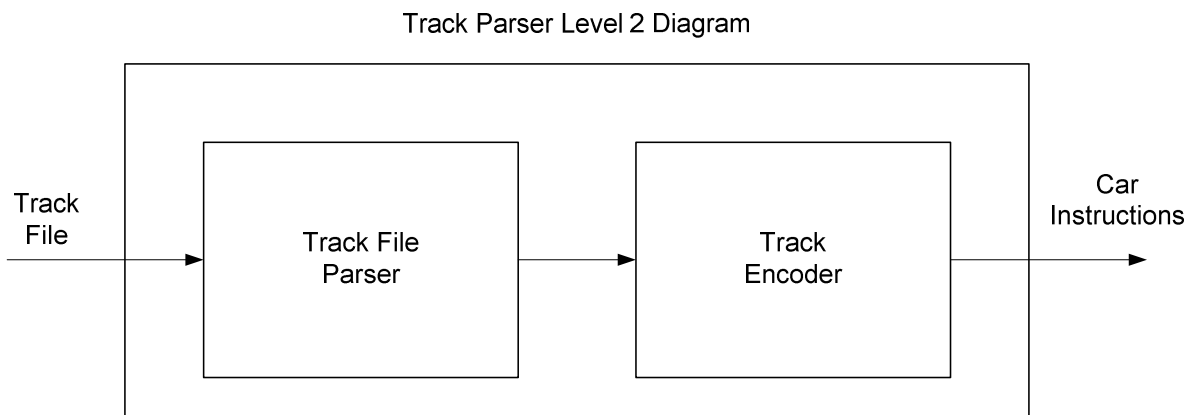 Track Parser Level 2 Diagram
Track
File
Track File
Parser
Track
Encoder
Car
Instructions